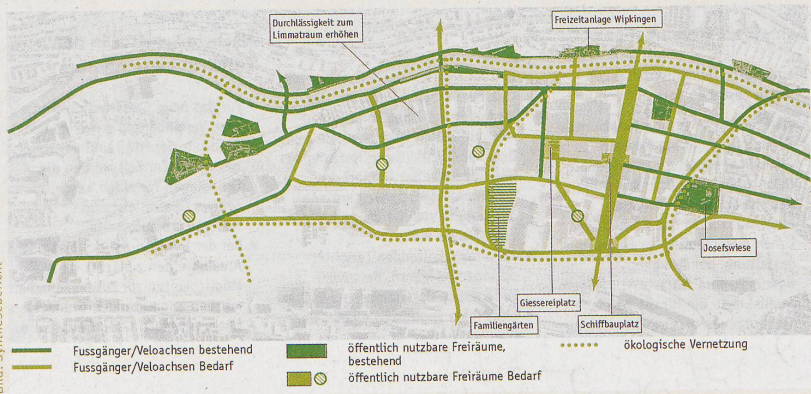 Durchlässigkeit zum
Limmatraum erhöhen
Freizeitanlage Wipkingen
Josefswiese
Giessereiplatz
Familiengärten
Schiffbauplatz
Fussgänger/Veloachsen bestehend
Fussgänger/Veloachsen Bedarf
öffentlich nutzbare Freiräume,
bestehend
öffentlich nutzbare Freiräume Bedarf
ökologische Vernetzung